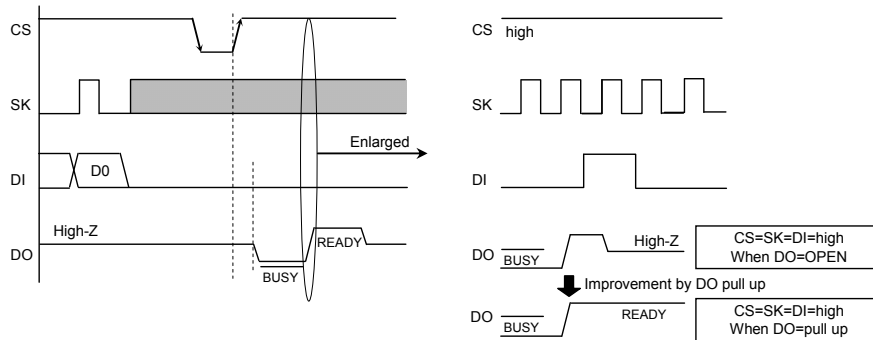 CS
SK
DI
D0
DO
High-Z
BUSY
READY
Enlarged
CS
high
SK
DI
DO
BUSY
High-Z
CS=SK=DI=high
When DO=OPEN
Improvement by DO pull up
DO
BUSY
READY
CS=SK=DI=high
When DO=pull up